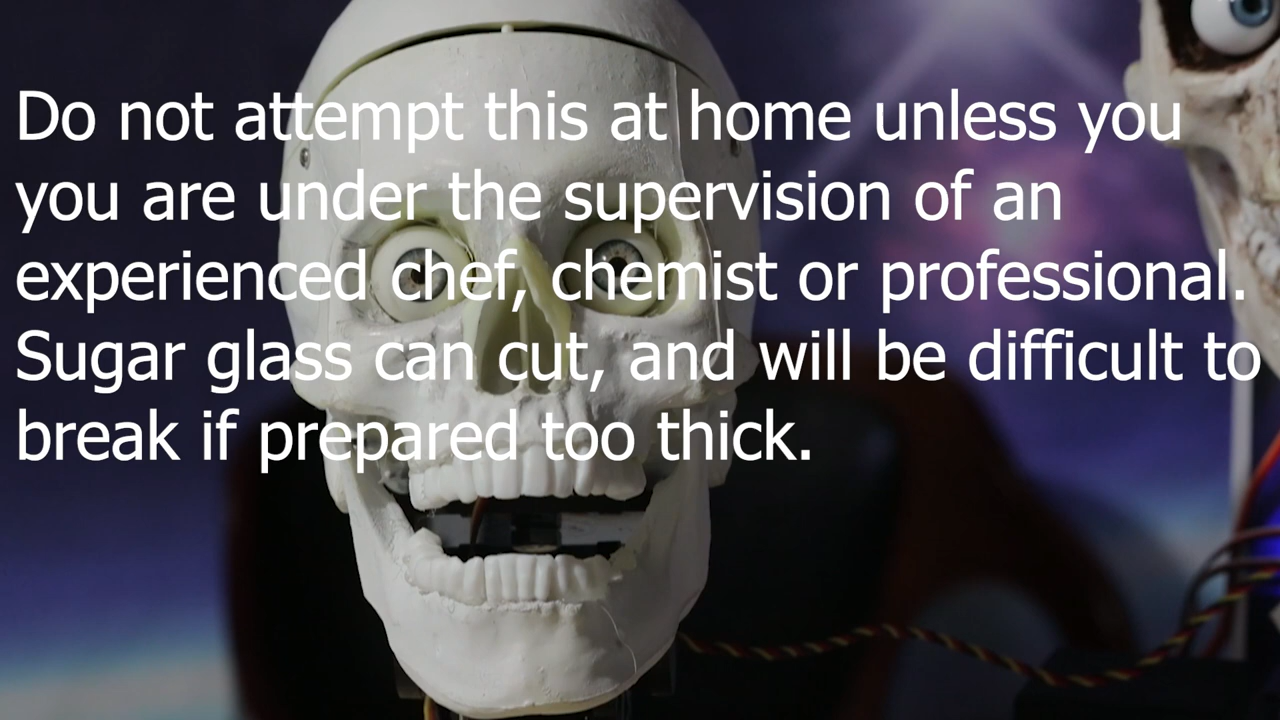 Do not attempt this at home unless you
you are under the supervision of an
experienced chef, chemist or professional.
Sugar glass can cut, and will be difficult to
break if prepared too thick.